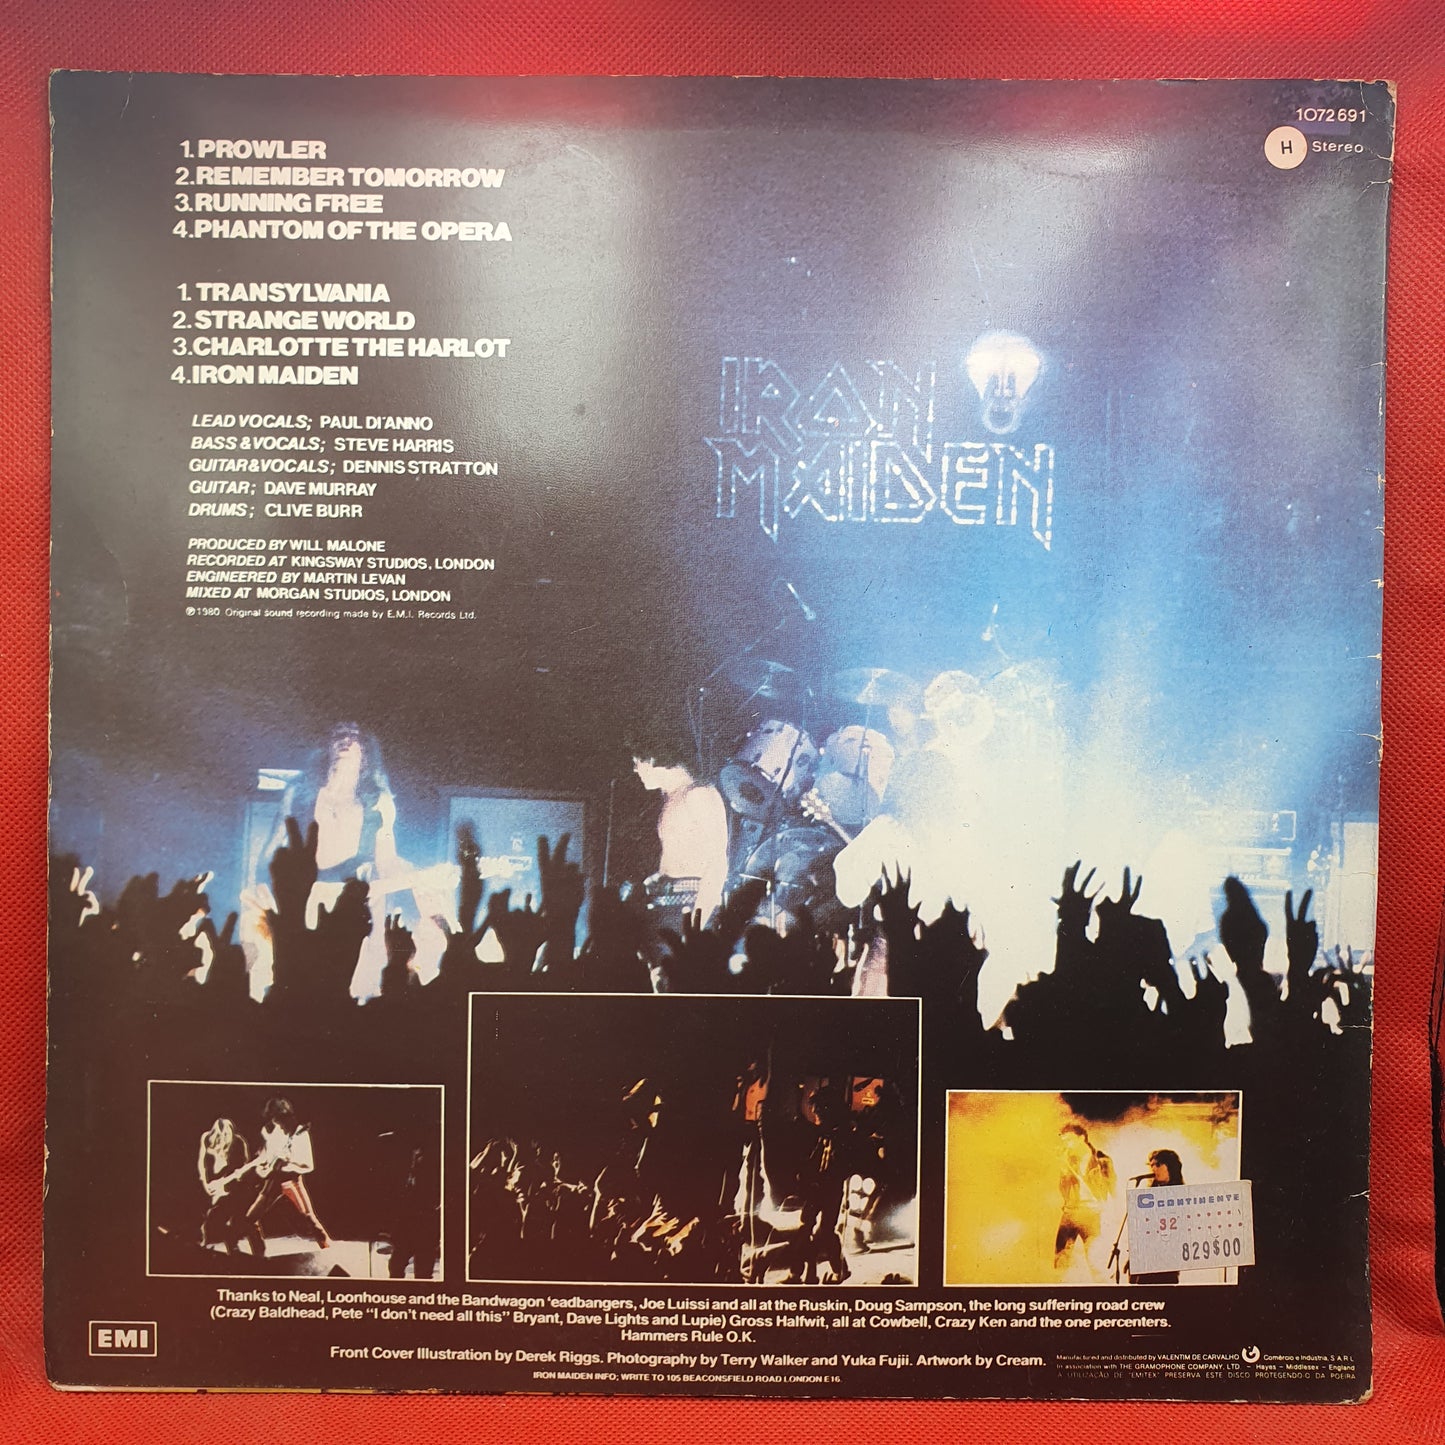 1072691
H Stereo
1. PROWLER
2. REMEMBER TOMORROW
3. RUNNING FREE
4. PHANTOM OF THE OPERA
1. TRANSYLVANIA
2. STRANGE WORLD
3. CHARLOTTE THE HARLOT
4. IRON MAIDEN
LEAD VOCALS; PAUL DI'ANNO
BASS & VOCALS; STEVE HARRIS
GUITAR&VOCALS; DENNIS STRATTON
GUITAR; DAVE MURRAY
DRUMS; CLIVE BURR
PRODUCED BY WILL MALONE
RECORDED AT KINGSWAY STUDIOS, LONDON
ENGINEERED BY MARTIN LEVAN
MIXED AT MORGAN STUDIOS, LONDON
℗1980 Original sound recording made by E.M.I. Records Ltd.
IRON
MAIDEN
C CONTINENTE
32
829$00
Thanks to Neal, Loonhouse and the Bandwagon 'eadbangers, Joe Luissi and all at the Ruskin, Doug Sampson, the long suffering road crew
(Crazy Baldhead, Pete "I don't need all this" Bryant, Dave Lights and Lupie) Gross Halfwit, all at Cowbell, Crazy Ken and the one percenters.
Hammers Rule O.K.
EMI
Front Cover Illustration by Derek Riggs. Photography by Terry Walker and Yuka Fujii. Artwork by Cream.
IRON MAIDEN INFO; WRITE TO 105 BEACONSFIELD ROAD LONDON E16.
Manufactured and distributed by VALENTIM DE CARVALHO Comércio e Indústria, S.A.R.L.
In association with THE GRAMOPHONE COMPANY, LTD. - Hayes - Middlesex - England
A UTILIZAÇÃO DE "EMITEX" PRESERVA ESTE DISCO PROTEGENDO-O DA POEIRA